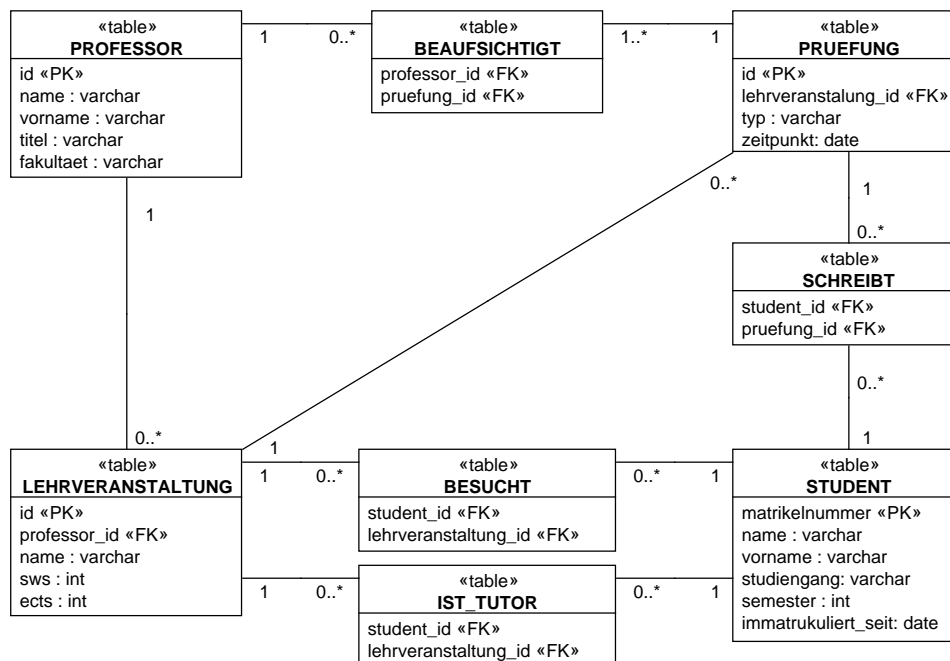 «table»
PROFESSOR
id «PK»
name : varchar
vorname : varchar
titel : varchar
fakultaet : varchar
1
0..*
«table»
BEAUFSICHTIGT
professor_id «FK»
pruefung_id «FK»
1..*
1
«table»
PRUEFUNG
id «PK»
lehrveranstalung_id «FK»
typ : varchar
zeitpunkt: date
1
0..*
1
0..*
«table»
SCHREIBT
student_id «FK»
pruefung_id «FK»
0..*
1
0..*
1
«table»
LEHRVERANSTALTUNG
id «PK»
professor_id «FK»
name : varchar
sws : int
ects : int
1
0..*
«table»
BESUCHT
student_id «FK»
lehrveranstaltung_id «FK»
0..*
1
1
0..*
«table»
IST_TUTOR
student_id «FK»
lehrveranstaltung_id «FK»
0..*
1
«table»
STUDENT
matrikelnummer «PK»
name : varchar
vorname : varchar
studiengang: varchar
semester : int
immatrukuliert_seit: date